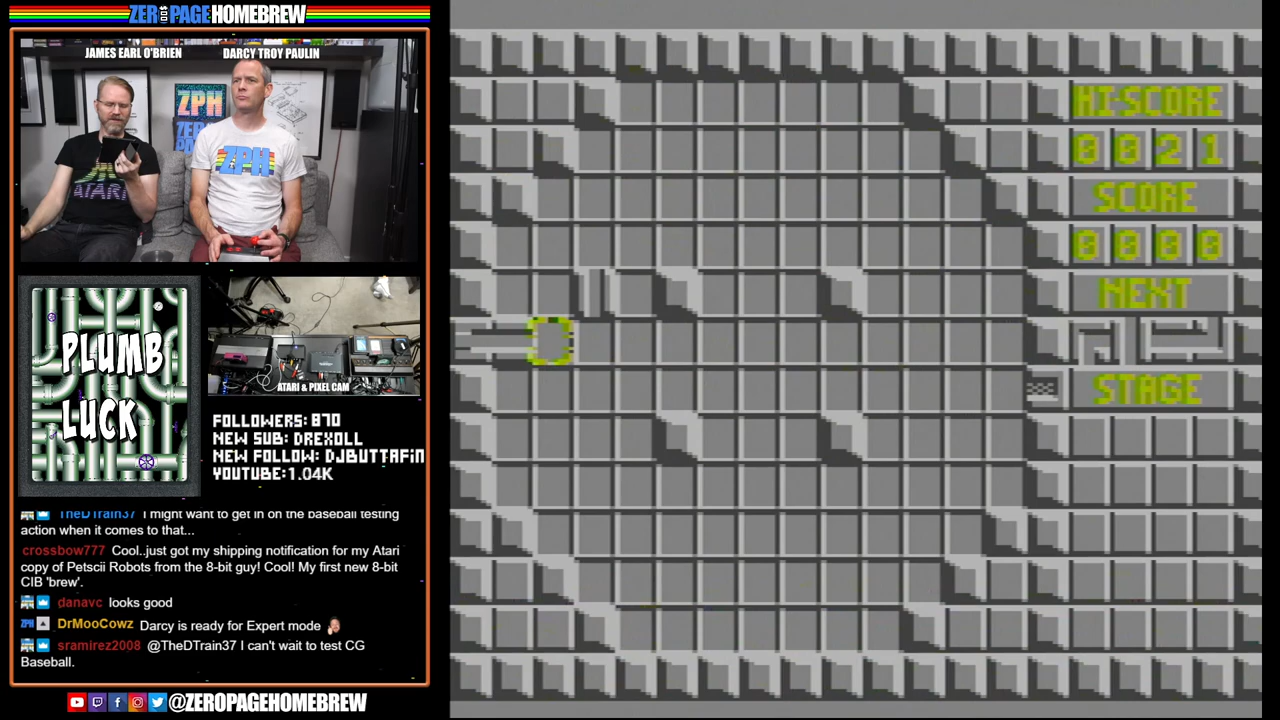 ZEROPAGE HOMEBREW
JAMES EARL O'BRIEN
DARCY TROY PAULIN
ZPH
ATARI
ZPH
PLUMB
LUCK
ATARI & PIXEL CAM
FOLLOWERS: 870
NEW SUB: DREXOLL
NEW FOLLOW: DJBUTTAFIN
YOUTUBE:1.04K
TheDTrain37 I might want to get in on the baseball testing
action when it comes to that...
crossbow777 Cool..just got my shipping notification for my Atari
copy of Petscii Robots from the 8-bit guy! Cool! My first new 8-bit
CIB 'brew'.
danavc looks good
DrMooCowz Darcy is ready for Expert mode
sramirez2008 @TheDTrain37 I can't wait to test CG
Baseball.
@ZEROPAGEHOMEBREW
HI-SCORE
0021
SCORE
0000
NEXT
STAGE